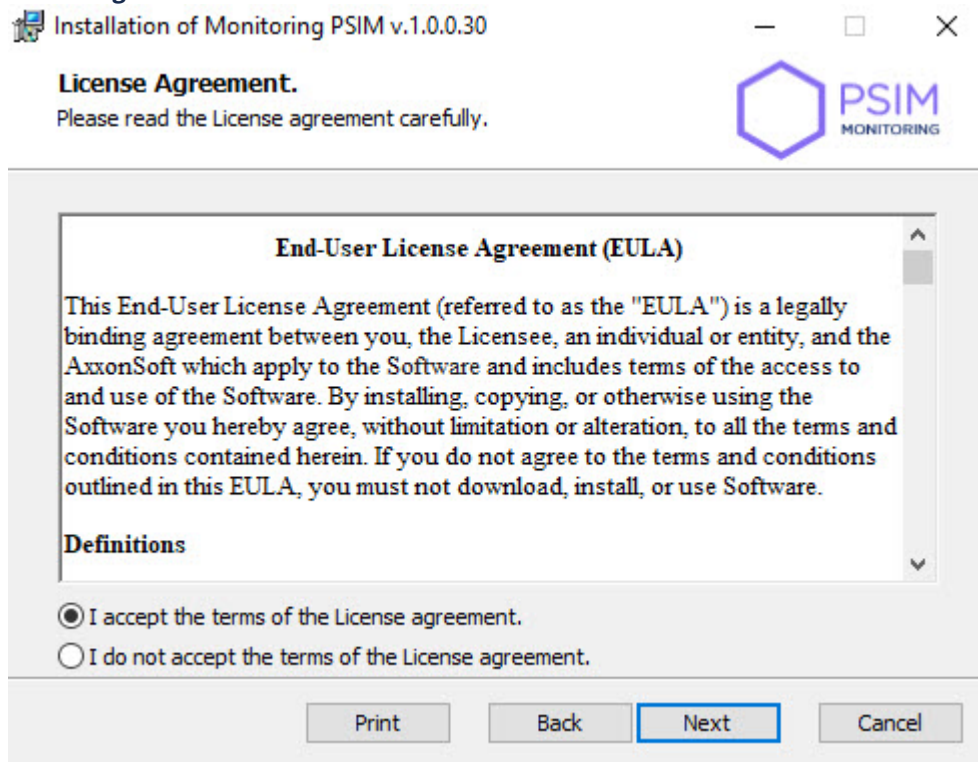 Installation of Monitoring PSIM v.1.0.0.30
License Agreement.
Please read the License agreement carefully.
PSIM
MONITORING
End-User License Agreement (EULA)
This End-User License Agreement (referred to as the "EULA") is a legally
binding agreement between you, the Licensee, an individual or entity, and the
AxxonSoft which apply to the Software and includes terms of the access to
and use of the Software. By installing, copying, or otherwise using the
Software you hereby agree, without limitation or alteration, to all the terms and
conditions contained herein. If you do not agree to the terms and conditions
outlined in this EULA, you must not download, install, or use Software.
Definitions
I accept the terms of the License agreement.
I do not accept the terms of the License agreement.
Print Back Next Cancel